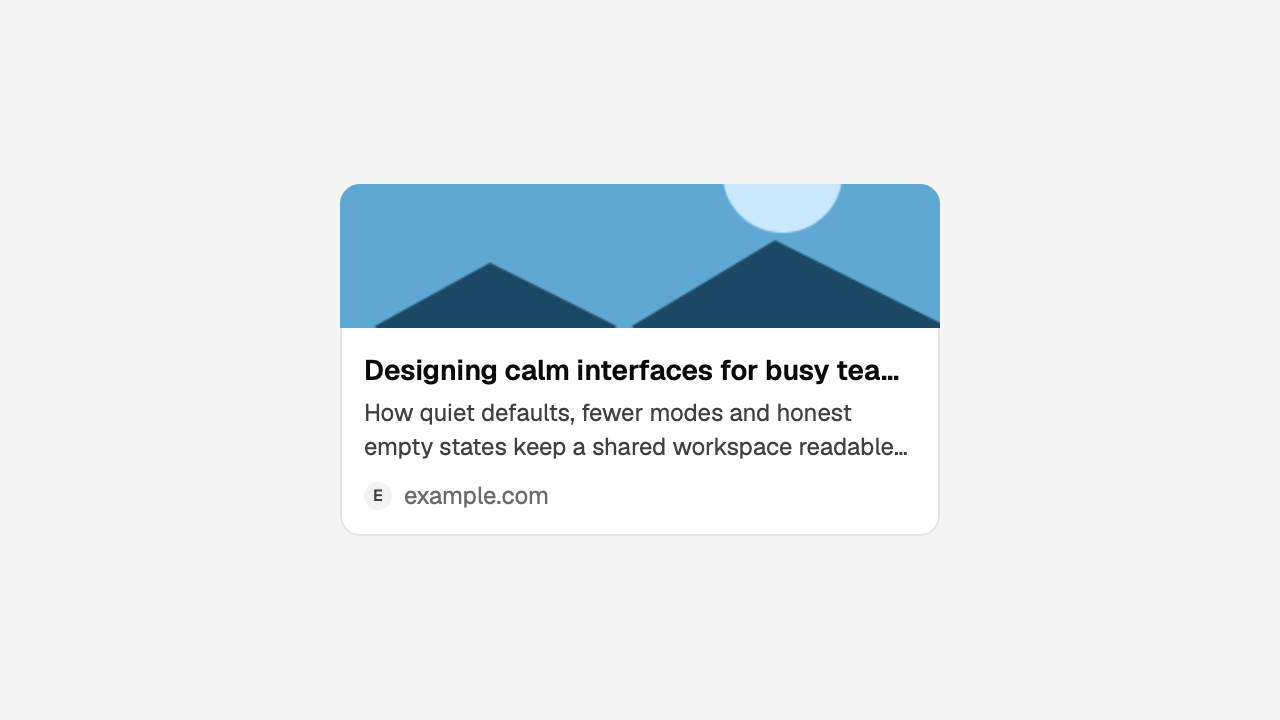 Designing calm interfaces for busy tea…
How quiet defaults, fewer modes and honest
empty states keep a shared workspace readable…
E example.com